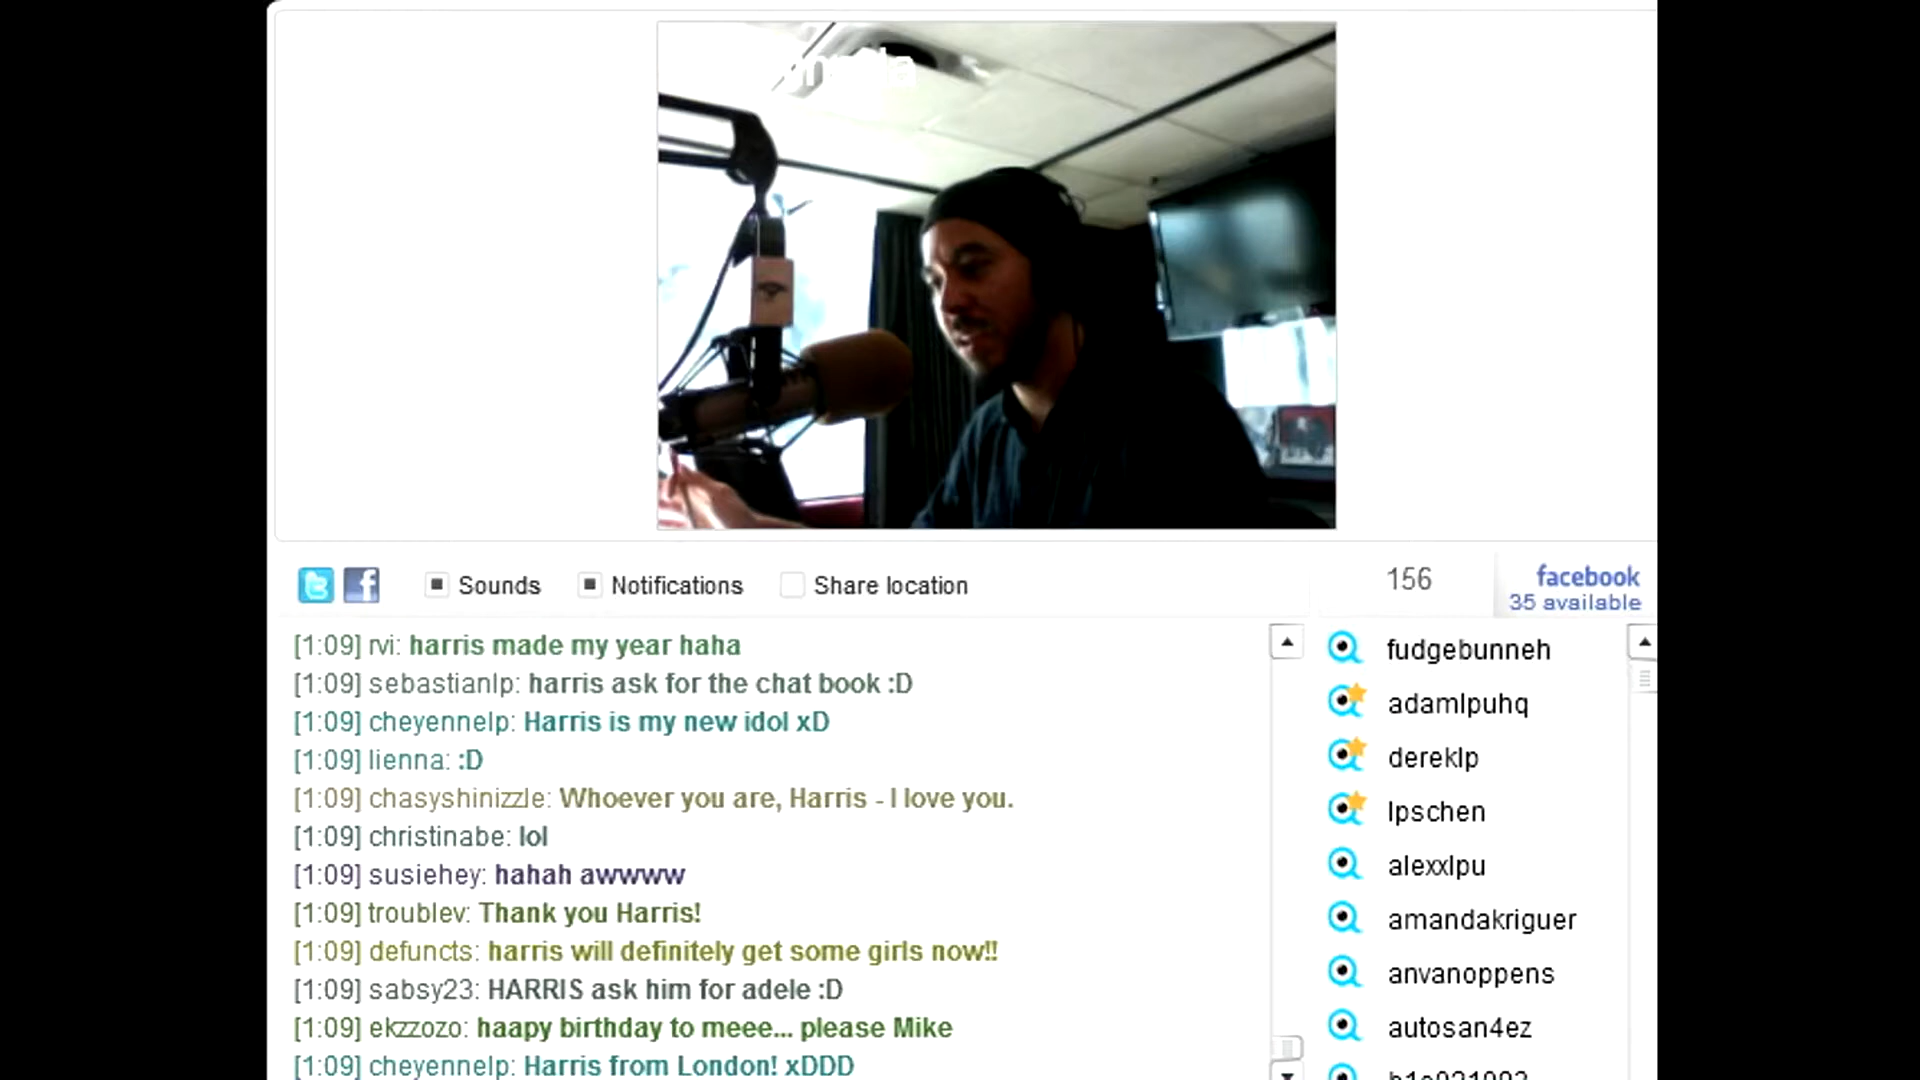 Sounds
Notifications
Share location
156
facebook
35 available
[1:09] rvi: harris made my year haha
[1:09] sebastianlp: harris ask for the chat book :D
[1:09] cheyennelp: Harris is my new idol xD
[1:09] lienna: :D
[1:09] chasyshinizzle: Whoever you are, Harris - I love you.
[1:09] christinabe: lol
[1:09] susiehey: hahah awwww
[1:09] troublev: Thank you Harris!
[1:09] defuncts: harris will definitely get some girls now!!
[1:09] sabsy23: HARRIS ask him for adele :D
[1:09] ekzzozo: haapy birthday to meee... please Mike
[1:09] cheyennelp: Harris from London! xDDD
fudgebunneh
adamlpuhq
dereklp
lpschen
alexxlpu
amandakriguer
anvanoppens
autosan4ez